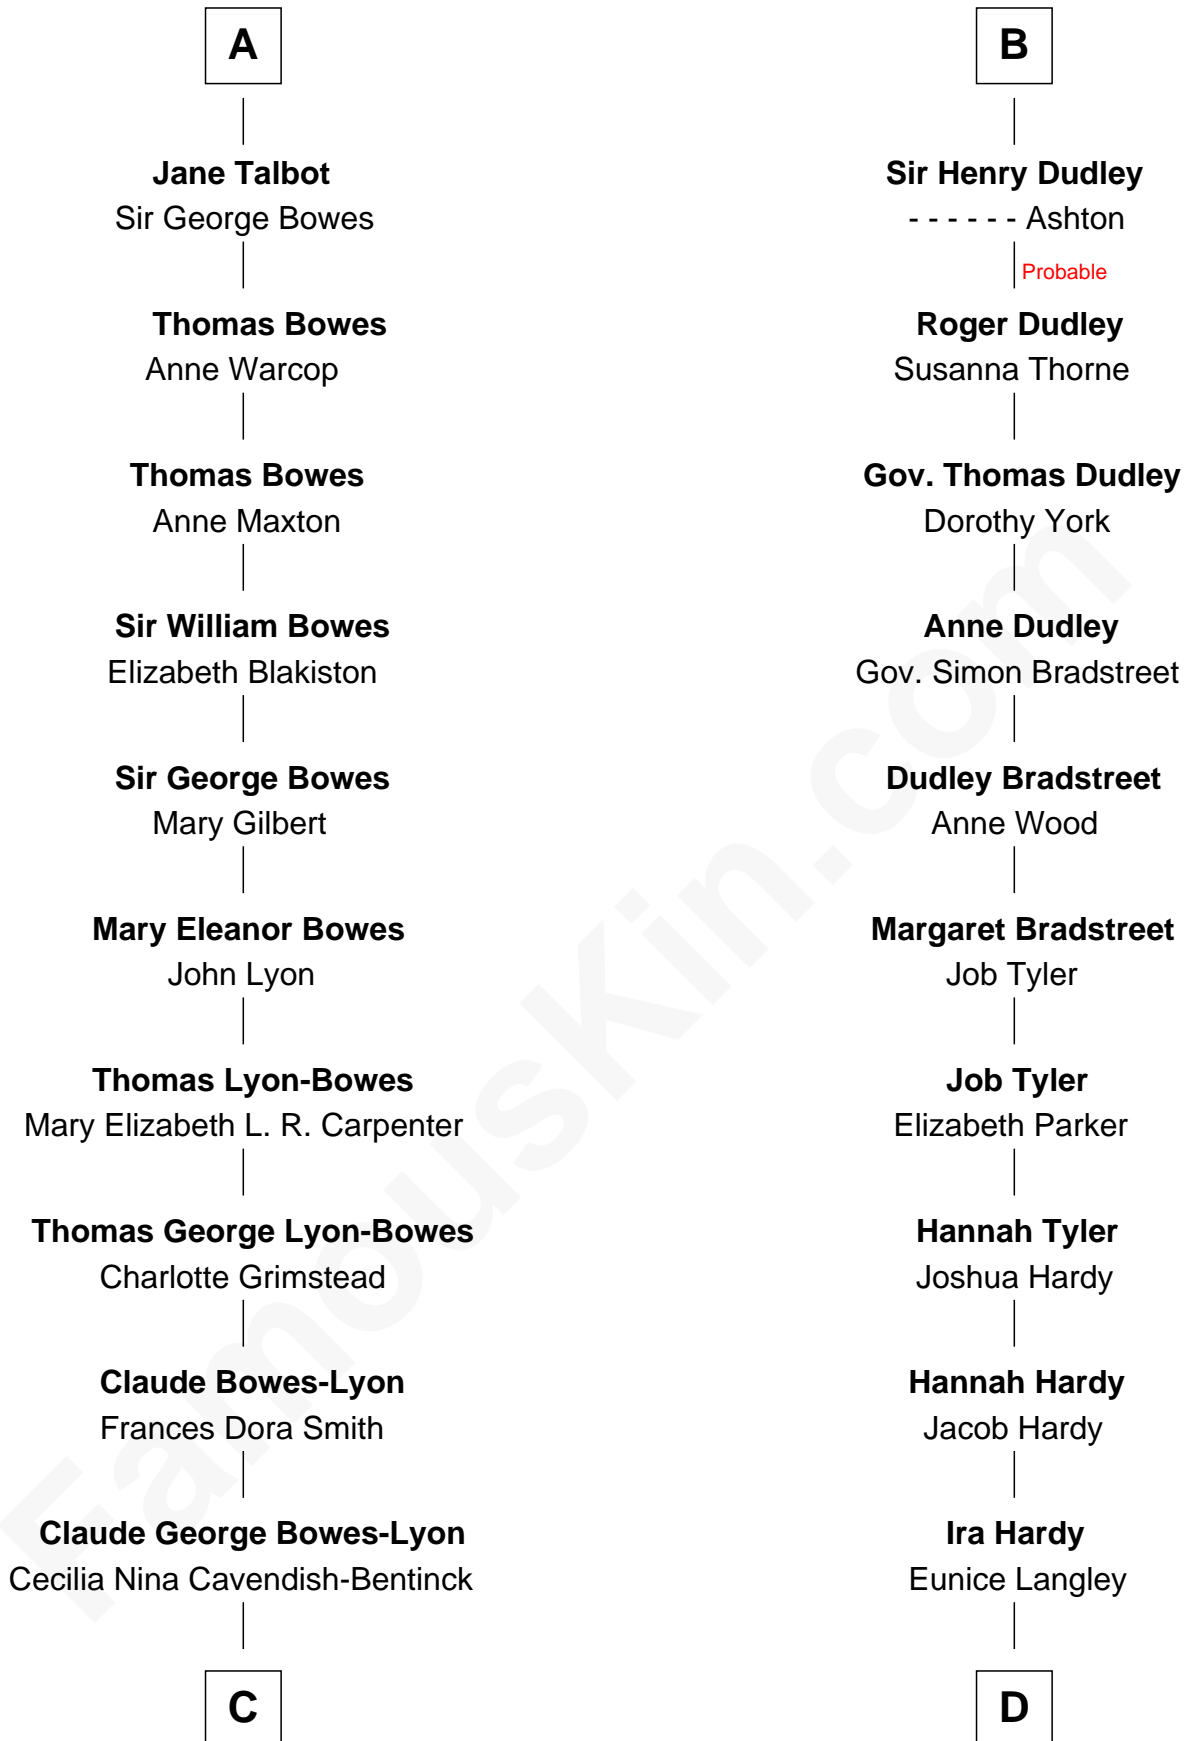 A
Jane Talbot
Sir George Bowes
Thomas Bowes
Anne Warcop
Thomas Bowes
Anne Maxton
Sir William Bowes
Elizabeth Blakiston
Sir George Bowes
Mary Gilbert
Mary Eleanor Bowes
John Lyon
Thomas Lyon-Bowes
Mary Elizabeth L. R. Carpenter
Thomas George Lyon-Bowes
Charlotte Grimstead
Claude Bowes-Lyon
Frances Dora Smith
Claude George Bowes-Lyon
Cecilia Nina Cavendish-Bentinck
C
B
Sir Henry Dudley
- - - - - - Ashton
Probable
Roger Dudley
Susanna Thorne
Gov. Thomas Dudley
Dorothy York
Anne Dudley
Gov. Simon Bradstreet
Dudley Bradstreet
Anne Wood
Margaret Bradstreet
Job Tyler
Job Tyler
Elizabeth Parker
Hannah Tyler
Joshua Hardy
Hannah Hardy
Jacob Hardy
Ira Hardy
Eunice Langley
D
FamousKin.com